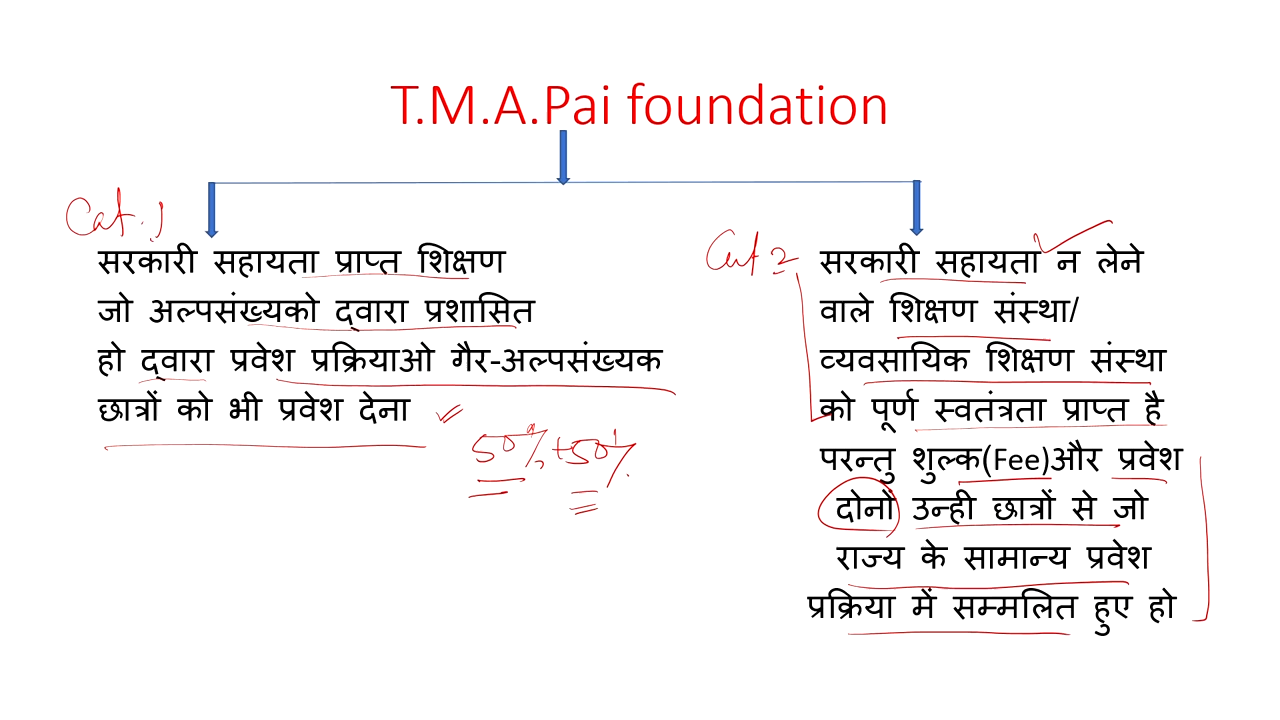 T.M.A.Pai foundation
Cat. 1
सरकारी सहायता प्राप्त शिक्षण
जो अल्पसंख्यको द्वारा प्रशासित
हो द्वारा प्रवेश प्रक्रियाओ गैर-अल्पसंख्यक
छात्रों को भी प्रवेश देना
50% + 50%
Cat 2
सरकारी सहायता न लेने
वाले शिक्षण संस्था/
व्यवसायिक शिक्षण संस्था
को पूर्ण स्वतंत्रता प्राप्त है
परन्तु शुल्क(Fee)और प्रवेश
दोनों उन्ही छात्रों से जो
राज्य के सामान्य प्रवेश
प्रक्रिया में सम्मलित हुए हो